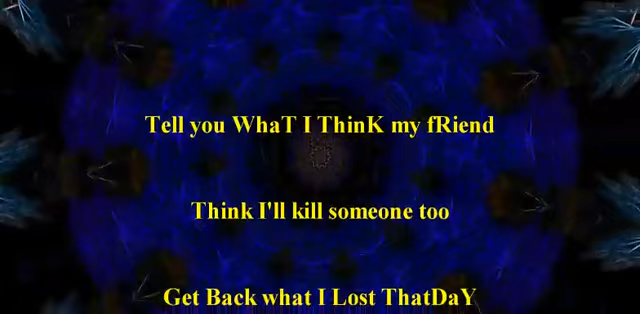 Tell you WhaT I ThinK my fRiend
Think I'll kill someone too
Get Back what I Lost ThatDaY